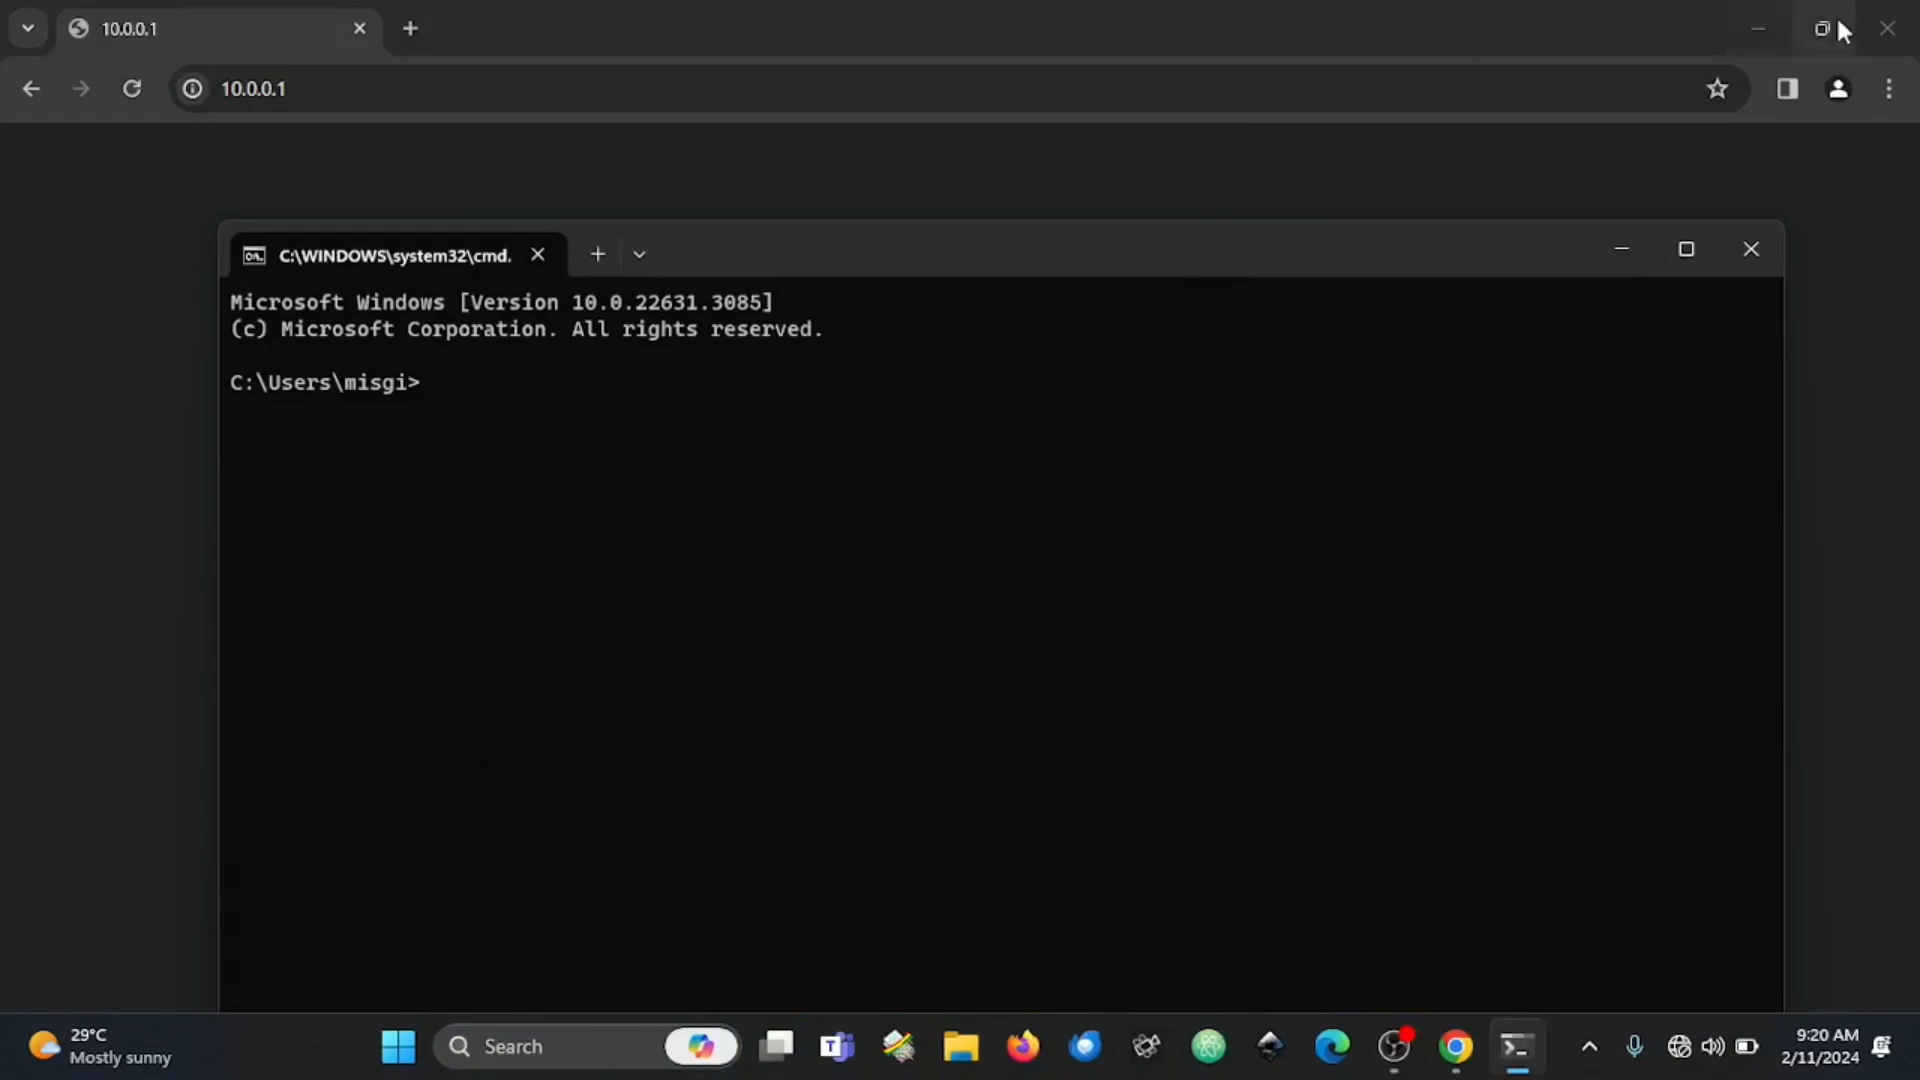 10.0.0.1
10.0.0.1
C:\WINDOWS\system32\cmd.
Microsoft Windows [Version 10.0.22631.3085]
(c) Microsoft Corporation. All rights reserved.
C:\Users\misgi>
29°C
Mostly sunny
Search
9:20 AM
2/11/2024